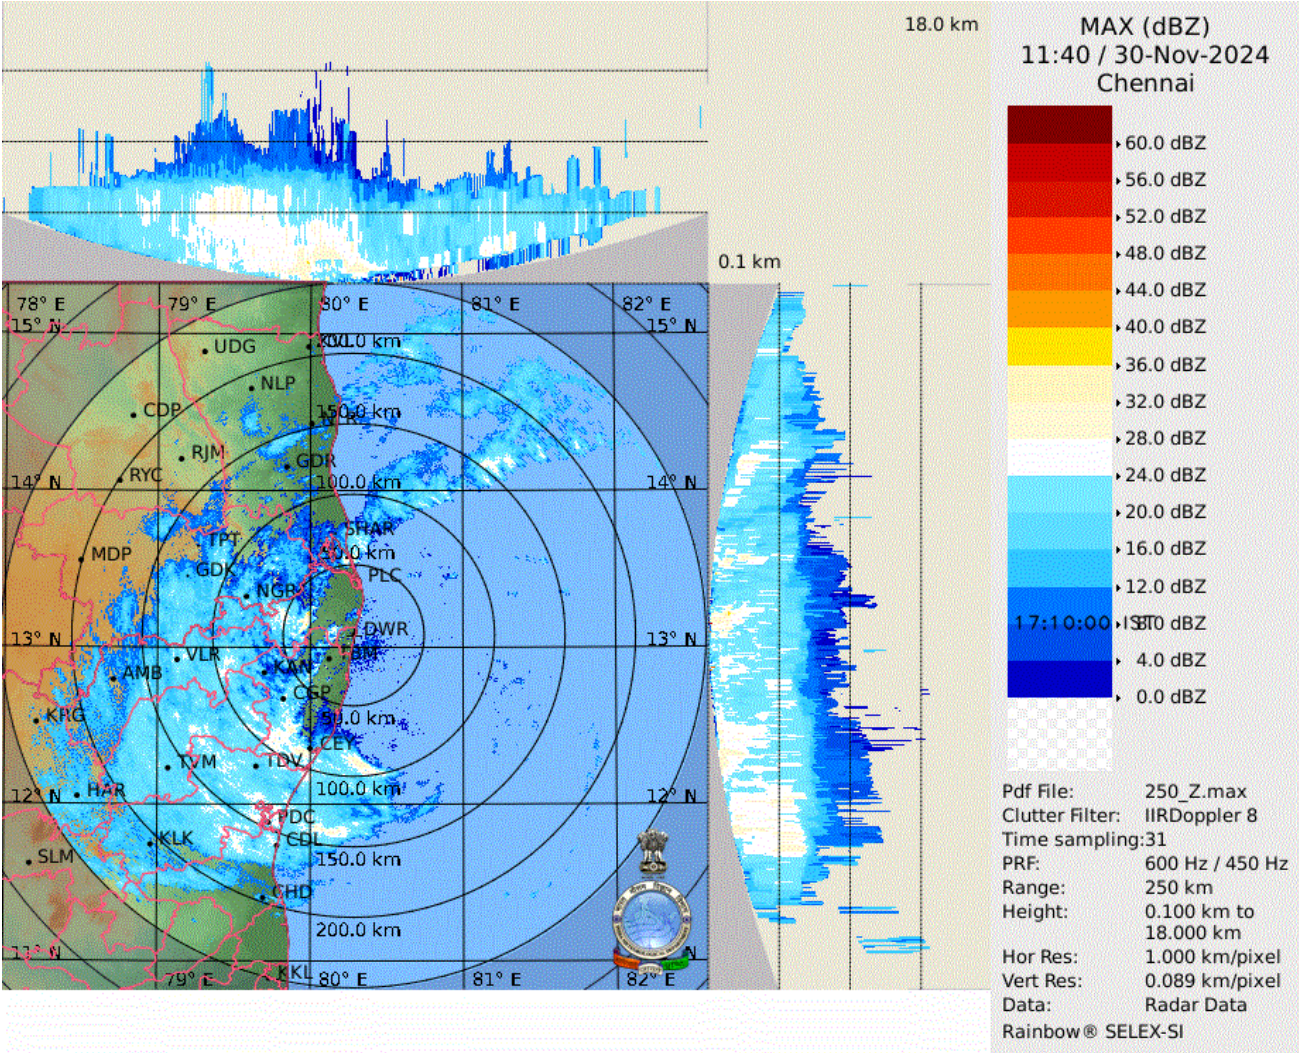 18.0 km
0.1 km
MAX (dBZ)
11:40 / 30-Nov-2024
Chennai
60.0 dBZ
56.0 dBZ
52.0 dBZ
48.0 dBZ
44.0 dBZ
40.0 dBZ
36.0 dBZ
32.0 dBZ
28.0 dBZ
24.0 dBZ
20.0 dBZ
16.0 dBZ
12.0 dBZ
17:10:00 IST
8.0 dBZ
4.0 dBZ
0.0 dBZ
78° E
79° E
80° E
81° E
82° E
15° N
15° N
UDG
NLP
CDP
150.0 km
RJM
GDR
RYC
100.0 km
14° N
14° N
SHAR
TPT
50.0 km
MDP
GDK
PLC
NGR
DWR
13° N
13° N
VLR
KAN
AMB
CGP
KRG
50.0 km
CEY
TVM
TDV
HAR
100.0 km
12° N
12° N
PDC
KLK
CDL
SLM
150.0 km
CHD
200.0 km
11° N
KKL
79° E
80° E
81° E
82° E
Pdf File: 250_Z.max
Clutter Filter: IIRDoppler 8
Time sampling:31
PRF: 600 Hz / 450 Hz
Range: 250 km
Height: 0.100 km to
18.000 km
Hor Res: 1.000 km/pixel
Vert Res: 0.089 km/pixel
Data: Radar Data
Rainbow® SELEX-SI